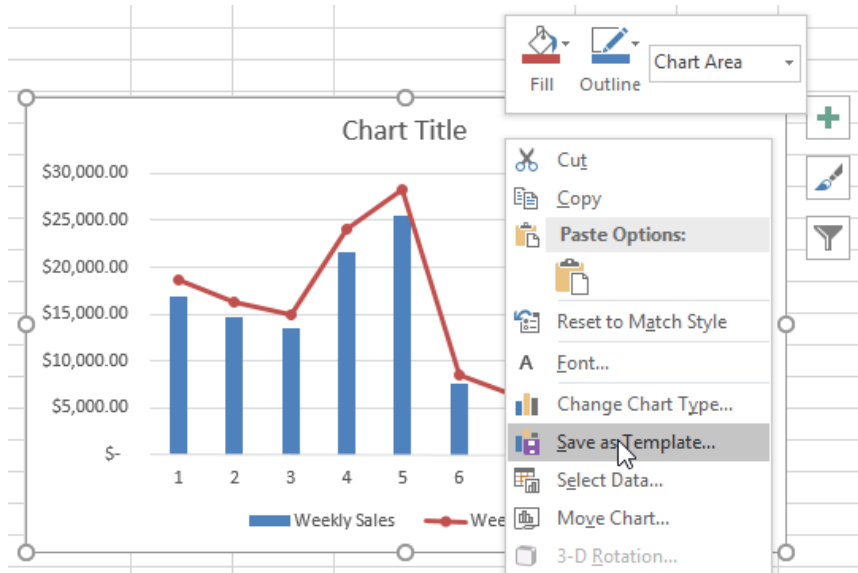 Fill
Outline
Chart Area
Chart Title
$30,000.00
$25,000.00
$20,000.00
$15,000.00
$10,000.00
$5,000.00
$-
1 2 3 4 5 6
Weekly Sales
Wee
Cut
Copy
Paste Options:
Reset to Match Style
A Font...
Change Chart Type...
Save as Template...
Select Data...
Move Chart...
3-D Rotation...